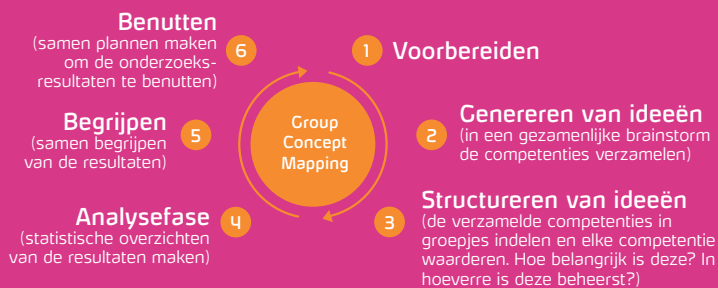 Group
Concept
Mapping
1 Voorbereiden
2 Genereren van ideeën
(in een gezamenlijke brainstorm
de competenties verzamelen)
3 Structureren van ideeën
(de verzamelde competenties in
groepjes indelen en elke competentie
waarderen. Hoe belangrijk is deze? In
hoeverre is deze beheerst?)
4 Analysefase
(statistische overzichten
van de resultaten maken)
5 Begrijpen
(samen begrijpen
van de resultaten)
6 Benutten
(samen plannen maken
om de onderzoeks-
resultaten te benutten)